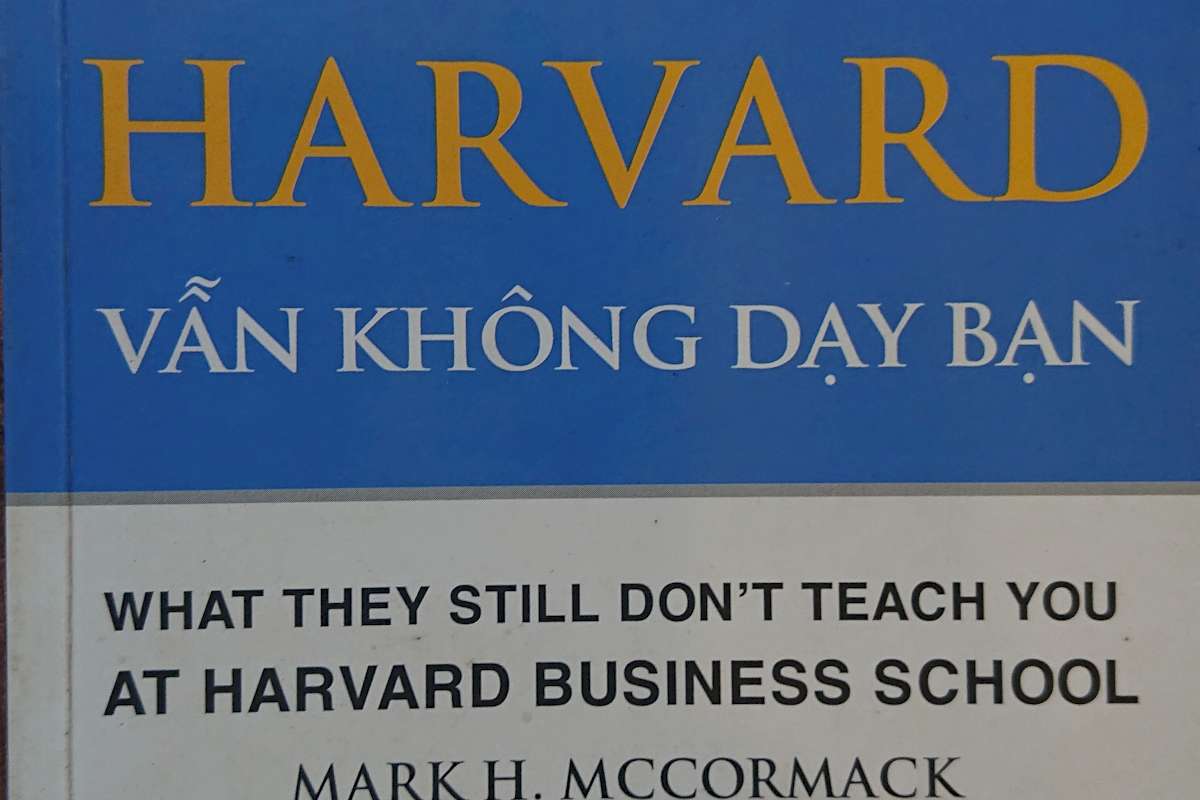 HARVARD
VẪN KHÔNG DẠY BẠN
WHAT THEY STILL DON'T TEACH YOU
AT HARVARD BUSINESS SCHOOL
MARK H. MCCORMACK